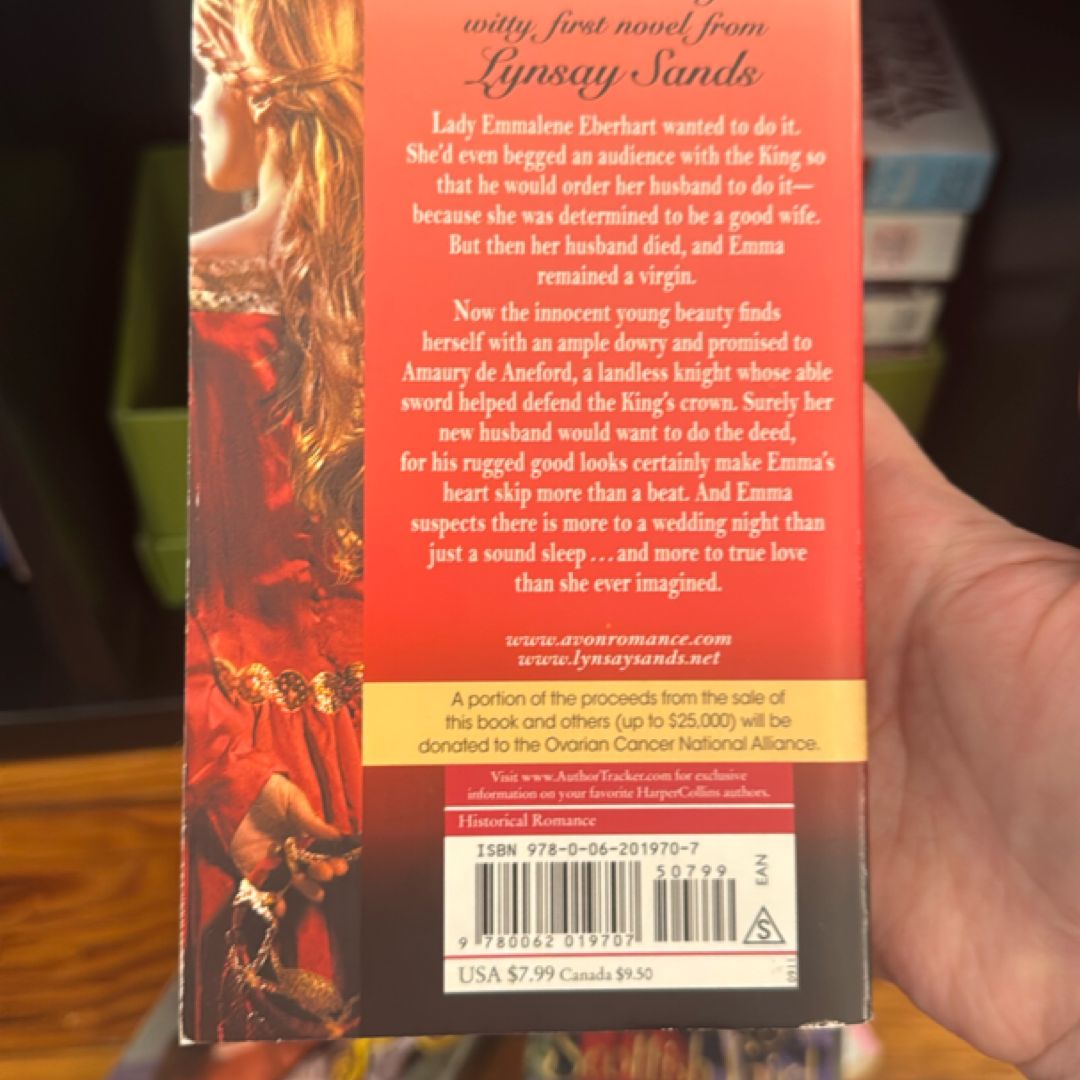 witty first novel from
Lynsay Sands
Lady Emmalene Eberhart wanted to do it.
She'd even begged an audience with the King so
that he would order her husband to do it—
because she was determined to be a good wife.
But then her husband died, and Emma
remained a virgin.
Now the innocent young beauty finds
herself with an ample dowry and promised to
Amaury de Aneford, a landless knight whose able
sword helped defend the King's crown. Surely her
new husband would want to do the deed,
for his rugged good looks certainly make Emma's
heart skip more than a beat. And Emma
suspects there is more to a wedding night than
just a sound sleep . . . and more to true love
than she ever imagined.
www.avonromance.com
www.lynsaysands.net
A portion of the proceeds from the sale of
this book and others (up to $25,000) will be
donated to the Ovarian Cancer National Alliance.
Visit www.AuthorTracker.com for exclusive
information on your favorite HarperCollins authors.
Historical Romance
ISBN 978-0-06-201970-7
50799
EAN
S
9 780062 019707
USA $7.99 Canada $9.50
0911